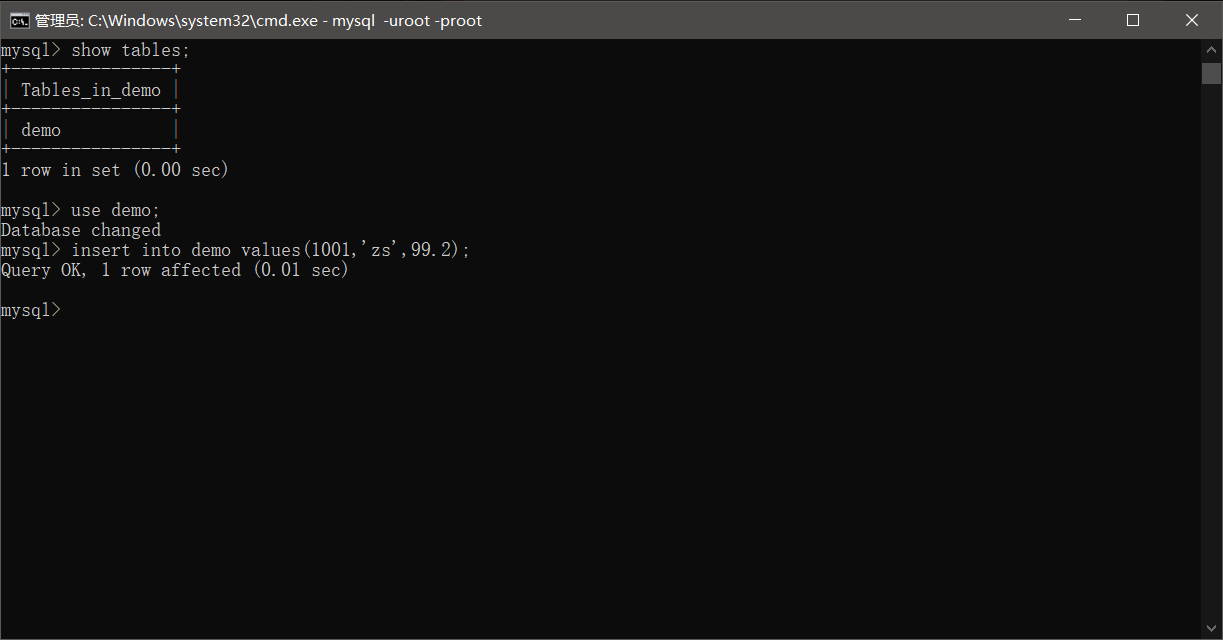 管理员: C:\Windows\system32\cmd.exe - mysql  -uroot -proot
mysql> show tables;
+----------------+
| Tables_in_demo |
+----------------+
| demo           |
+----------------+
1 row in set (0.00 sec)
mysql> use demo;
Database changed
mysql> insert into demo values(1001,'zs',99.2);
Query OK, 1 row affected (0.01 sec)
mysql>